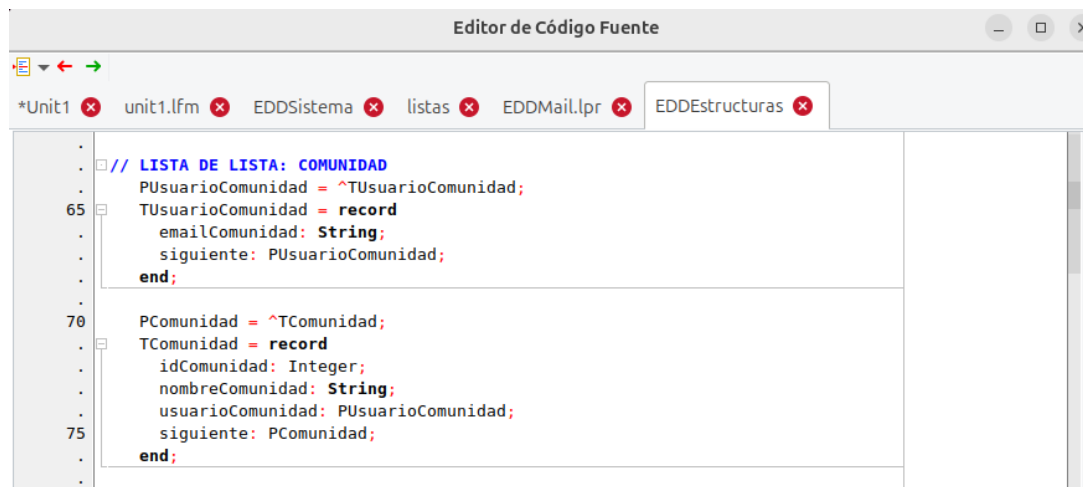 Editor de Código Fuente
*Unit1 unit1.lfm EDDSistema listas EDDMail.lpr EDDEstructuras
.
. // LISTA DE LISTA: COMUNIDAD
. PUsuarioComunidad = ^TUsuarioComunidad;
65 TUsuarioComunidad = record
. emailComunidad: String;
. siguiente: PUsuarioComunidad;
. end;
.
70 PComunidad = ^TComunidad;
. TComunidad = record
. idComunidad: Integer;
. nombreComunidad: String;
. usuarioComunidad: PUsuarioComunidad;
75 siguiente: PComunidad;
. end;
.